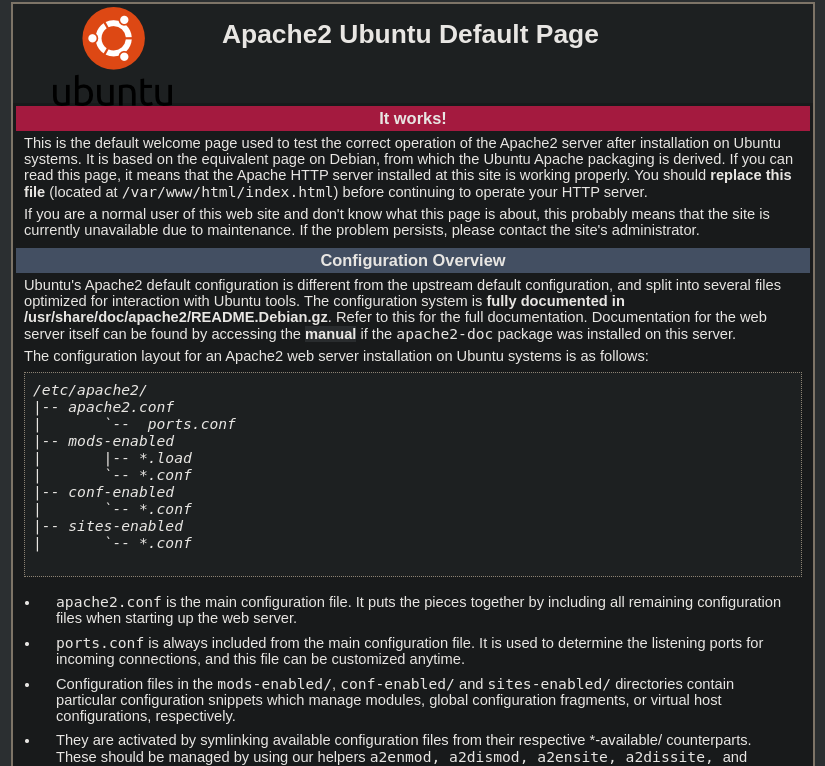 Apache2 Ubuntu Default Page
ubuntu
It works!
This is the default welcome page used to test the correct operation of the Apache2 server after installation on Ubuntu
systems. It is based on the equivalent page on Debian, from which the Ubuntu Apache packaging is derived. If you can
read this page, it means that the Apache HTTP server installed at this site is working properly. You should replace this
file (located at /var/www/html/index.html) before continuing to operate your HTTP server.
If you are a normal user of this web site and don't know what this page is about, this probably means that the site is
currently unavailable due to maintenance. If the problem persists, please contact the site's administrator.
Configuration Overview
Ubuntu's Apache2 default configuration is different from the upstream default configuration, and split into several files
optimized for interaction with Ubuntu tools. The configuration system is fully documented in
/usr/share/doc/apache2/README.Debian.gz. Refer to this for the full documentation. Documentation for the web
server itself can be found by accessing the manual if the apache2-doc package was installed on this server.
The configuration layout for an Apache2 web server installation on Ubuntu systems is as follows:
/etc/apache2/
|-- apache2.conf
|       `--  ports.conf
|-- mods-enabled
|       |-- *.load
|       `-- *.conf
|-- conf-enabled
|       `-- *.conf
|-- sites-enabled
|       `-- *.conf
• apache2.conf is the main configuration file. It puts the pieces together by including all remaining configuration
files when starting up the web server.
• ports.conf is always included from the main configuration file. It is used to determine the listening ports for
incoming connections, and this file can be customized anytime.
• Configuration files in the mods-enabled/, conf-enabled/ and sites-enabled/ directories contain
particular configuration snippets which manage modules, global configuration fragments, or virtual host
configurations, respectively.
• They are activated by symlinking available configuration files from their respective *-available/ counterparts.
These should be managed by using our helpers a2enmod, a2dismod, a2ensite, a2dissite, and